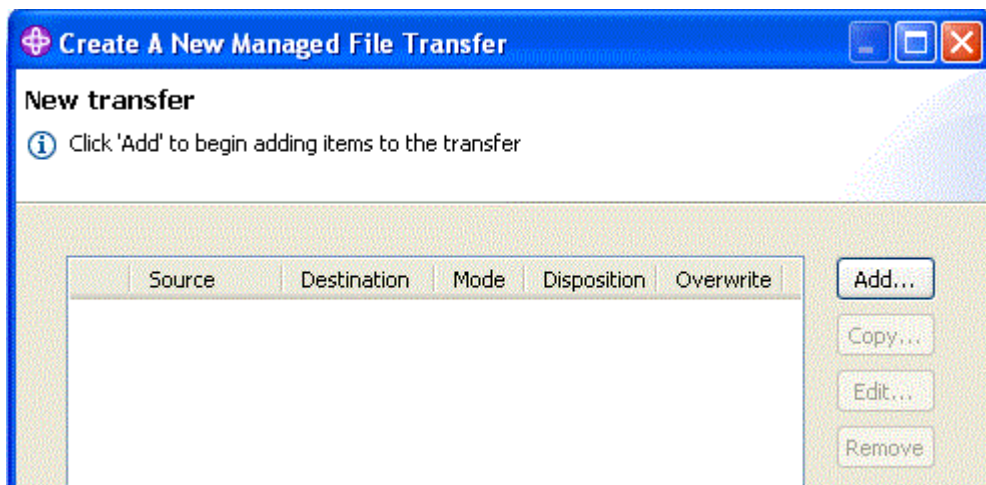 Create A New Managed File Transfer
New transfer
Click 'Add' to begin adding items to the transfer
Source Destination Mode Disposition Overwrite
Add...
Copy...
Edit...
Remove